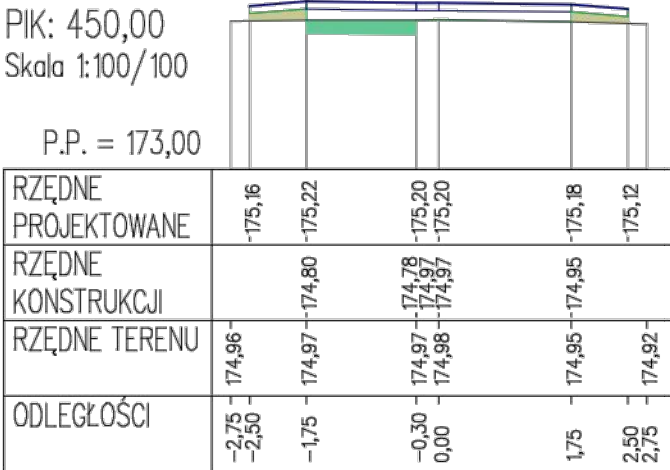 PIK: 450,00
Skala 1:100/100
P.P. = 173,00
RZĘDNE
PROJEKTOWANE
175,16 175,22 175,20 175,20 175,18 175,12
RZĘDNE
KONSTRUKCJI
174,80 174,78 174,97 174,97 174,95
RZĘDNE TERENU
174,96 174,97 174,97 174,98 174,95 174,92
ODLEGŁOŚCI
-2,75 -2,50 -1,75 -0,30 0,00 1,75 2,50 2,75